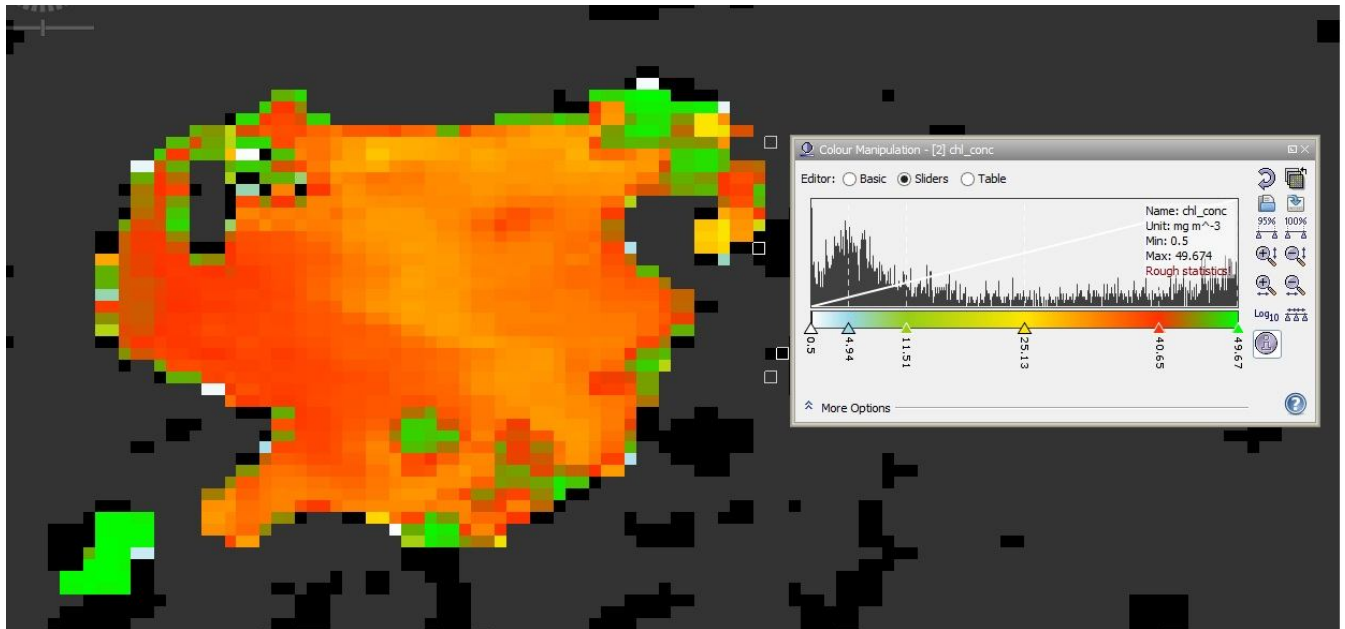 Colour Manipulation - [2] chl_conc
Editor: Basic Sliders Table
Name: chl_conc
Unit: mg m^-3
Min: 0.5
Max: 49.674
Rough statistics!
95% 100%
Log10
0.5 4.94 11.51 25.13 40.65 49.67
More Options